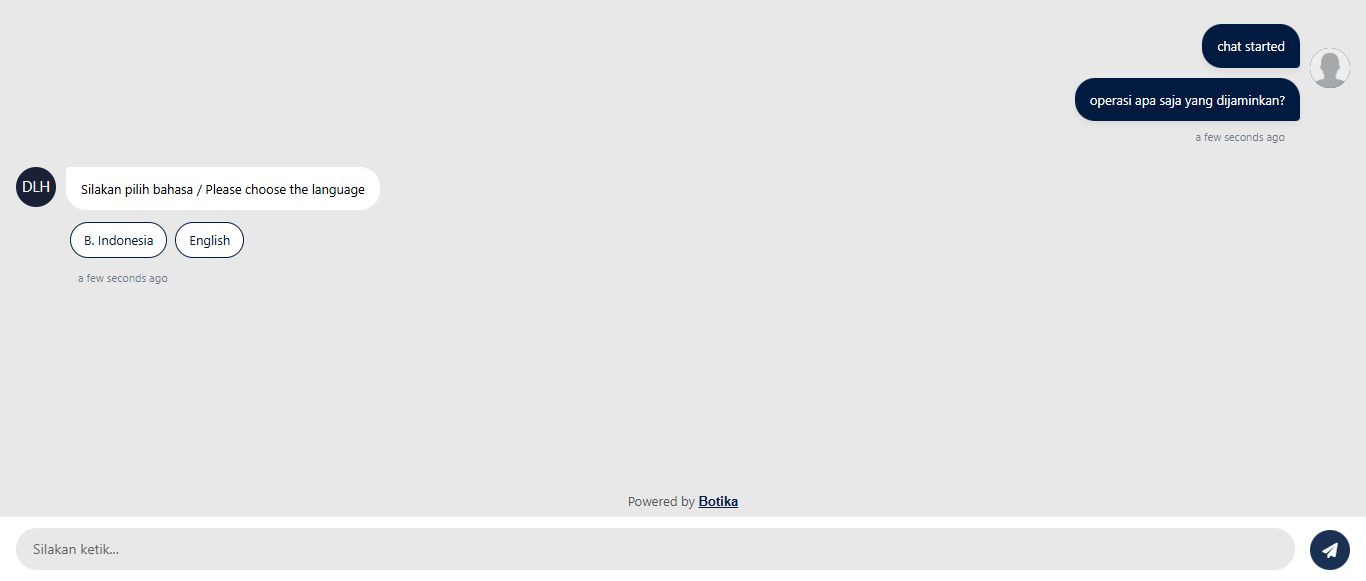 chat started
operasi apa saja yang dijaminkan?
a few seconds ago
DLH
Silakan pilih bahasa / Please choose the language
B. Indonesia
English
a few seconds ago
Powered by Botika
Silakan ketik...